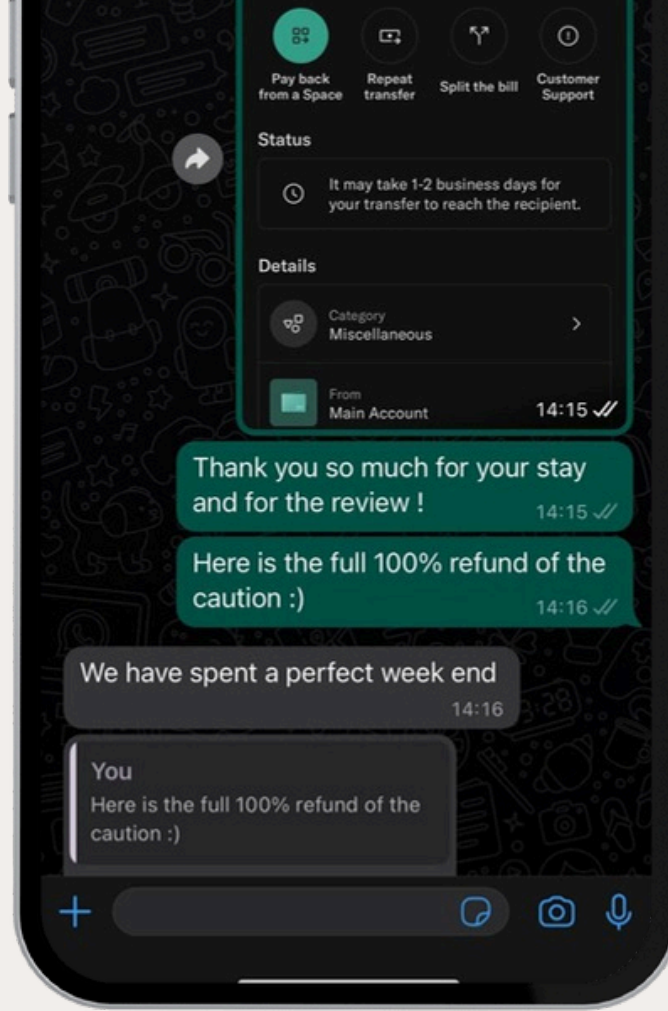 Pay back
from a Space
Repeat
transfer
Split the bill
Customer
Support
Status
It may take 1-2 business days for
your transfer to reach the recipient.
Details
Category
Miscellaneous
From
Main Account
14:15
Thank you so much for your stay
and for the review !
14:15
Here is the full 100% refund of the
caution :)
14:16
We have spent a perfect week end
14:16
You
Here is the full 100% refund of the
caution :)